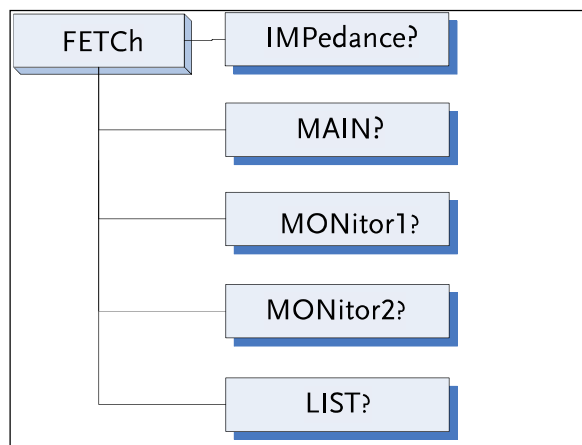 FETCh
IMPedance?
MAIN?
MONitor1?
MONitor2?
LIST?